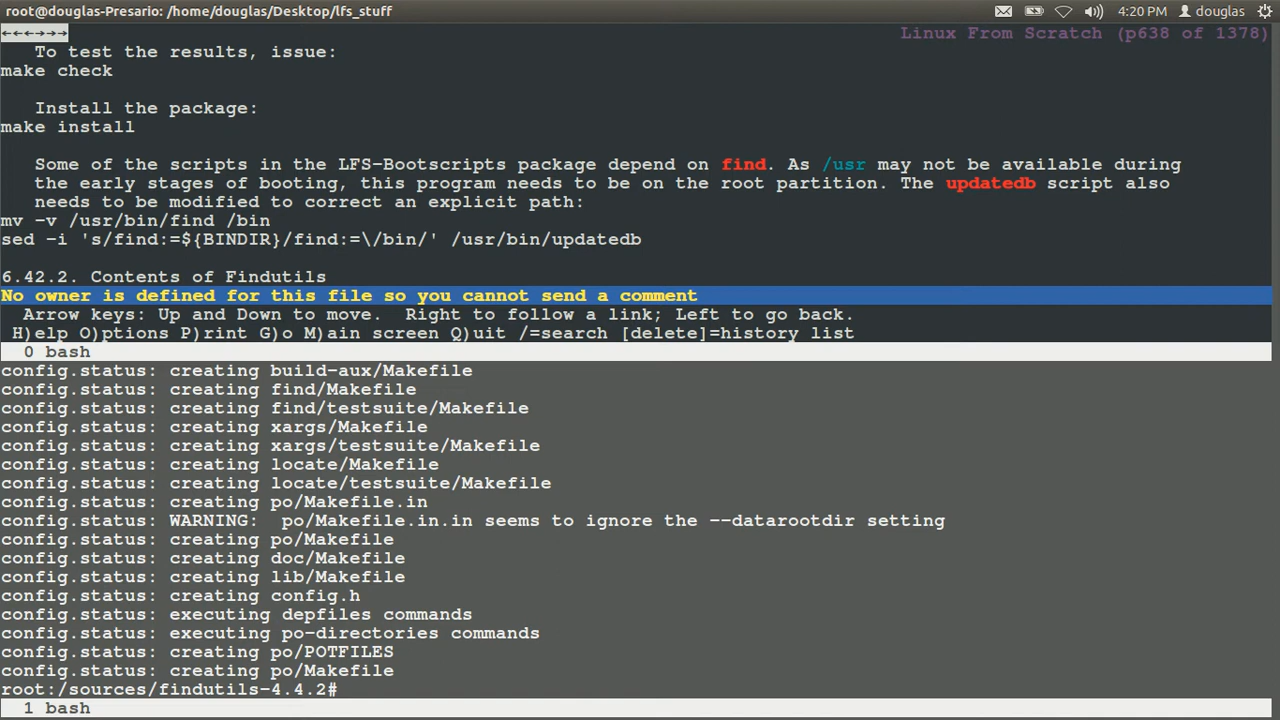 root@douglas-Presario: /home/douglas/Desktop/lfs_stuff 4:20 PM douglas
←←←→→→ Linux From Scratch (p638 of 1378)
To test the results, issue:
make check
Install the package:
make install
Some of the scripts in the LFS-Bootscripts package depend on find. As /usr may not be available during
the early stages of booting, this program needs to be on the root partition. The updatedb script also
needs to be modified to correct an explicit path:
mv -v /usr/bin/find /bin
sed -i 's/find:=${BINDIR}/find:=\/bin/' /usr/bin/updatedb
6.42.2. Contents of Findutils
No owner is defined for this file so you cannot send a comment
Arrow keys: Up and Down to move.  Right to follow a link; Left to go back.
H)elp O)ptions P)rint G)o M)ain screen Q)uit /=search [delete]=history list
0 bash
config.status: creating build-aux/Makefile
config.status: creating find/Makefile
config.status: creating find/testsuite/Makefile
config.status: creating xargs/Makefile
config.status: creating xargs/testsuite/Makefile
config.status: creating locate/Makefile
config.status: creating locate/testsuite/Makefile
config.status: creating po/Makefile.in
config.status: WARNING:  po/Makefile.in.in seems to ignore the --datarootdir setting
config.status: creating po/Makefile
config.status: creating doc/Makefile
config.status: creating lib/Makefile
config.status: creating config.h
config.status: executing depfiles commands
config.status: executing po-directories commands
config.status: creating po/POTFILES
config.status: creating po/Makefile
root:/sources/findutils-4.4.2#
1 bash